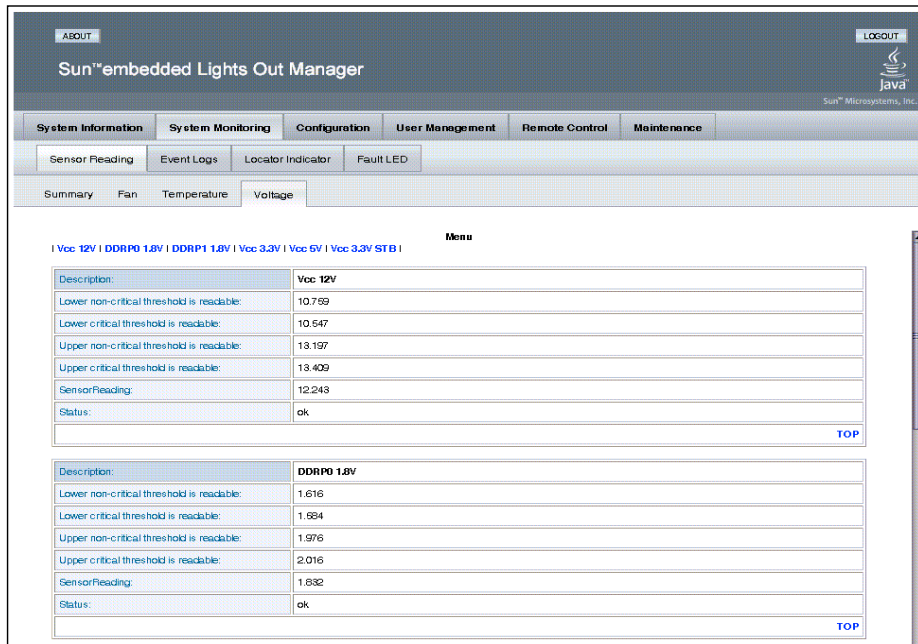 ABOUT
LOGOUT
Sun™embedded Lights Out Manager
Java™
Sun™ Microsystems, Inc.
System Information System Monitoring Configuration User Management Remote Control Maintenance
Sensor Reading Event Logs Locator Indicator Fault LED
Summary Fan Temperature Voltage
Menu
| Vcc 12V | DDRP0 1.8V | DDRP1 1.8V | Vcc 3.3V | Vcc 5V | Vcc 3.3V STB |
Description: Vcc 12V
Lower non-critical threshold is readable: 10.759
Lower critical threshold is readable: 10.547
Upper non-critical threshold is readable: 13.197
Upper critical threshold is readable: 13.409
SensorReading: 12.243
Status: ok
TOP
Description: DDRP0 1.8V
Lower non-critical threshold is readable: 1.616
Lower critical threshold is readable: 1.584
Upper non-critical threshold is readable: 1.976
Upper critical threshold is readable: 2.016
SensorReading: 1.832
Status: ok
TOP